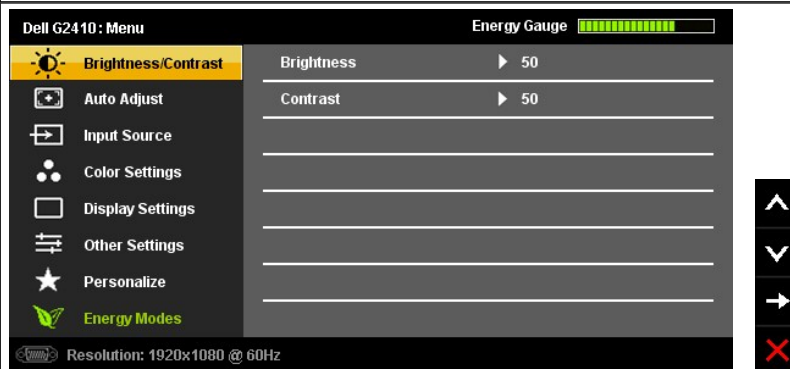 Dell G2410 : Menu Energy Gauge
Brightness/Contrast Brightness 50
Auto Adjust Contrast 50
Input Source
Color Settings
Display Settings
Other Settings
Personalize
Energy Modes
Resolution: 1920x1080 @ 60Hz